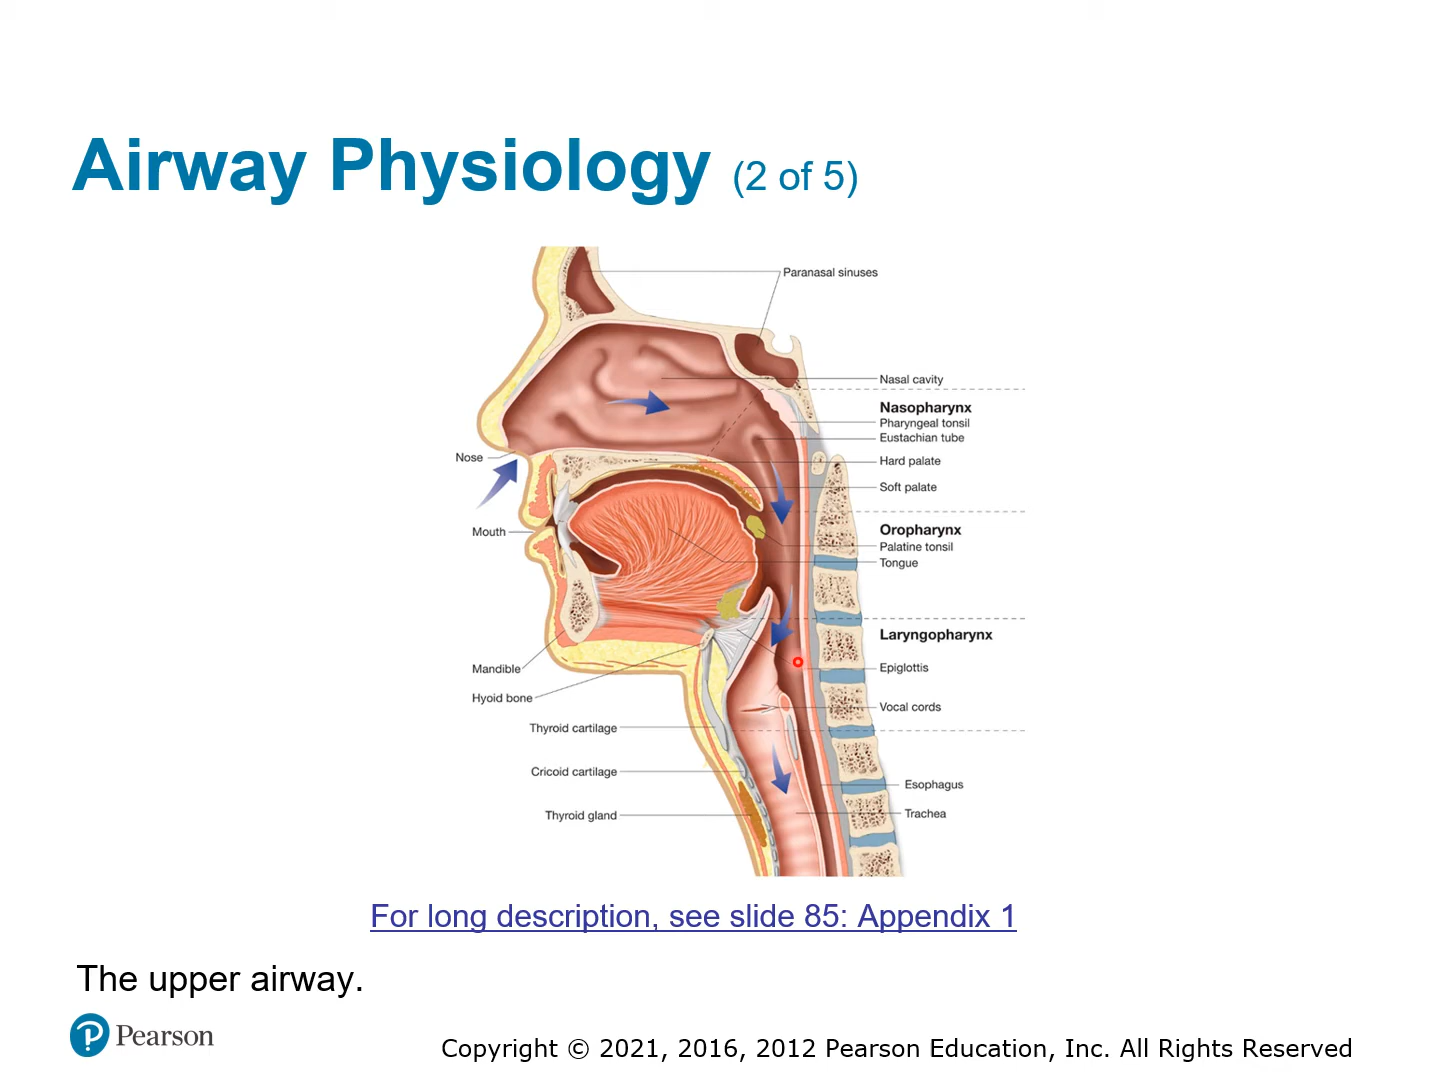 Airway Physiology (2 of 5)
Paranasal sinuses
Nasal cavity
Nasopharynx
Pharyngeal tonsil
Eustachian tube
Nose
Hard palate
Soft palate
Mouth
Oropharynx
Palatine tonsil
Tongue
Laryngopharynx
Mandible
Epiglottis
Hyoid bone
Vocal cords
Thyroid cartilage
Cricoid cartilage
Esophagus
Thyroid gland
Trachea
For long description, see slide 85: Appendix 1
The upper airway.
P Pearson
Copyright © 2021, 2016, 2012 Pearson Education, Inc. All Rights Reserved